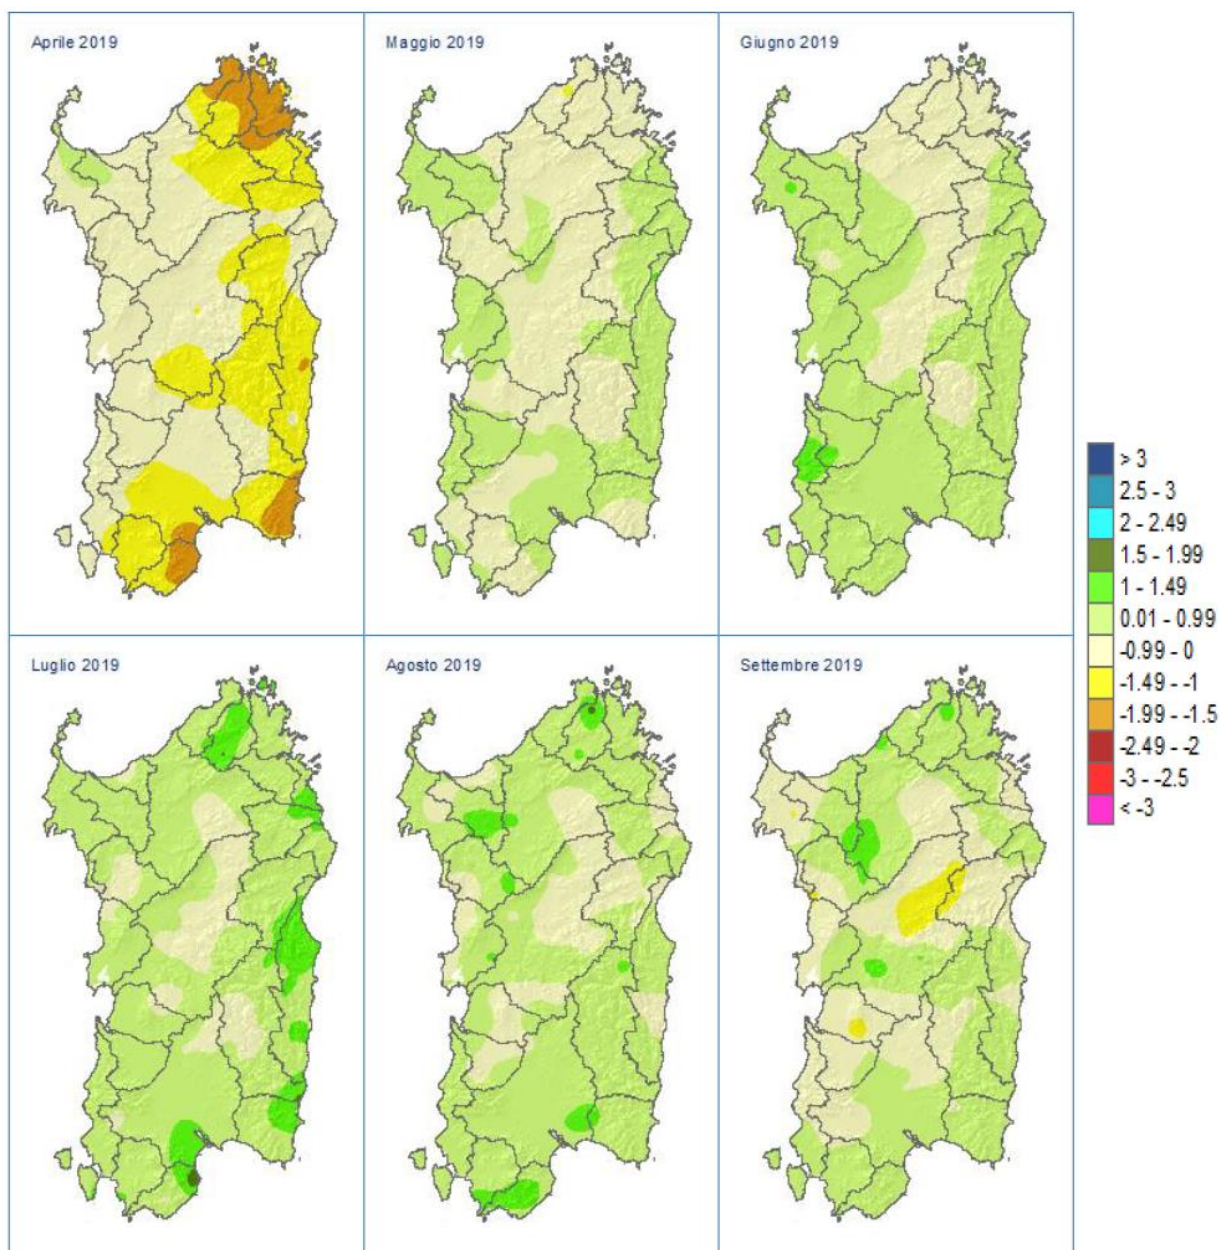 Aprile 2019
Maggio 2019
Giugno 2019
> 3
2.5 - 3
2 - 2.49
1.5 - 1.99
1 - 1.49
0.01 - 0.99
-0.99 - 0
-1.49 - -1
-1.99 - -1.5
-2.49 - -2
-3 - -2.5
< -3
Luglio 2019
Agosto 2019
Settembre 2019